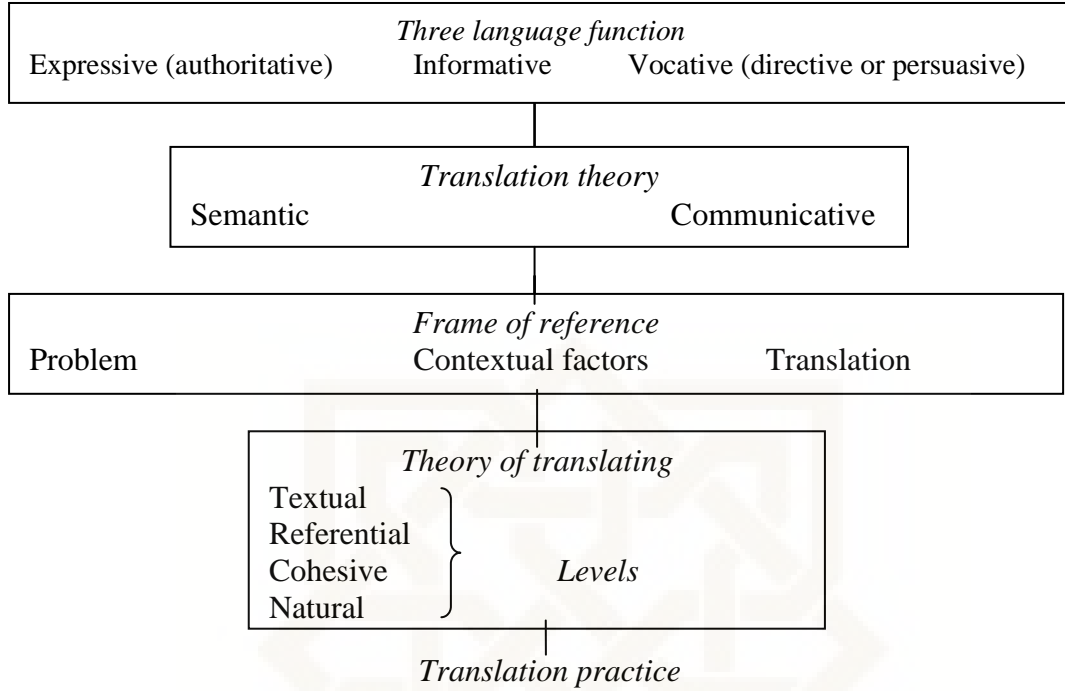 Three language function
Expressive (authoritative) Informative Vocative (directive or persuasive)
Translation theory
Semantic Communicative
Frame of reference
Problem Contextual factors Translation
Theory of translating
Textual
Referential
Cohesive Levels
Natural
Translation practice